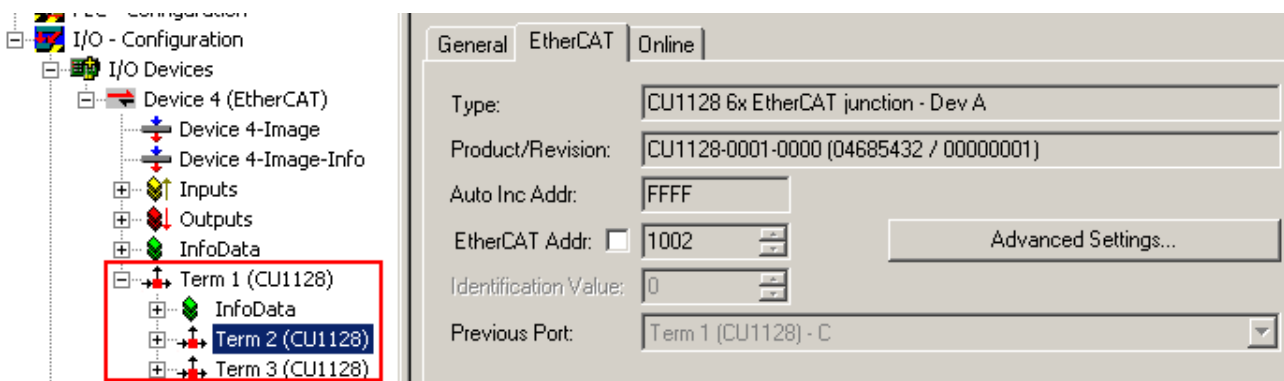 I/O - Configuration
I/O Devices
Device 4 (EtherCAT)
Device 4-Image
Device 4-Image-Info
Inputs
Outputs
InfoData
Term 1 (CU1128)
InfoData
Term 2 (CU1128)
Term 3 (CU1128)
General EtherCAT Online
Type: CU1128 6x EtherCAT junction - Dev A
Product/Revision: CU1128-0001-0000 (04685432 / 00000001)
Auto Inc Addr: FFFF
EtherCAT Addr: 1002 Advanced Settings...
Identification Value: 0
Previous Port: Term 1 (CU1128) - C